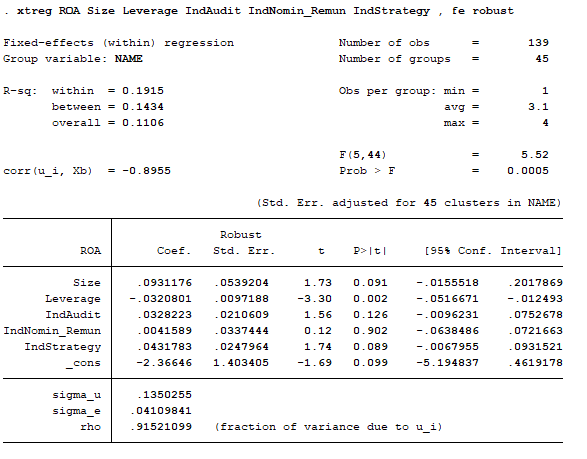 . xtreg ROA Size Leverage IndAudit IndNomin_Remun IndStrategy , fe robust
Fixed-effects (within) regression Number of obs = 139
Group variable: NAME Number of groups = 45
R-sq: within = 0.1915 Obs per group: min = 1
between = 0.1434 avg = 3.1
overall = 0.1106 max = 4
F(5,44) = 5.52
corr(u_i, Xb) = -0.8955 Prob > F = 0.0005
(Std. Err. adjusted for 45 clusters in NAME)
Robust
ROA Coef. Std. Err. t P>|t| [95% Conf. Interval]
Size .0931176 .0539204 1.73 0.091 -.0155518 .2017869
Leverage -.0320801 .0097188 -3.30 0.002 -.0516671 -.012493
IndAudit .0328223 .0210609 1.56 0.126 -.0096231 .0752678
IndNomin_Remun .0041589 .0337444 0.12 0.902 -.0638486 .0721663
IndStrategy .0431783 .0247964 1.74 0.089 -.0067955 .0931521
_cons -2.36646 1.403405 -1.69 0.099 -5.194837 .4619178
sigma_u .1350255
sigma_e .04109841
rho .91521099 (fraction of variance due to u_i)